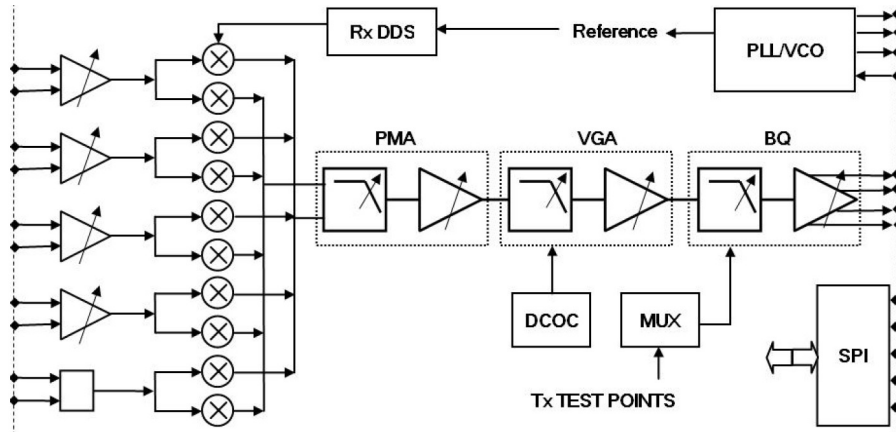 Rx DDS
Reference
PLL/VCO
PMA
VGA
BQ
DCOC
MUX
SPI
Tx TEST POINTS